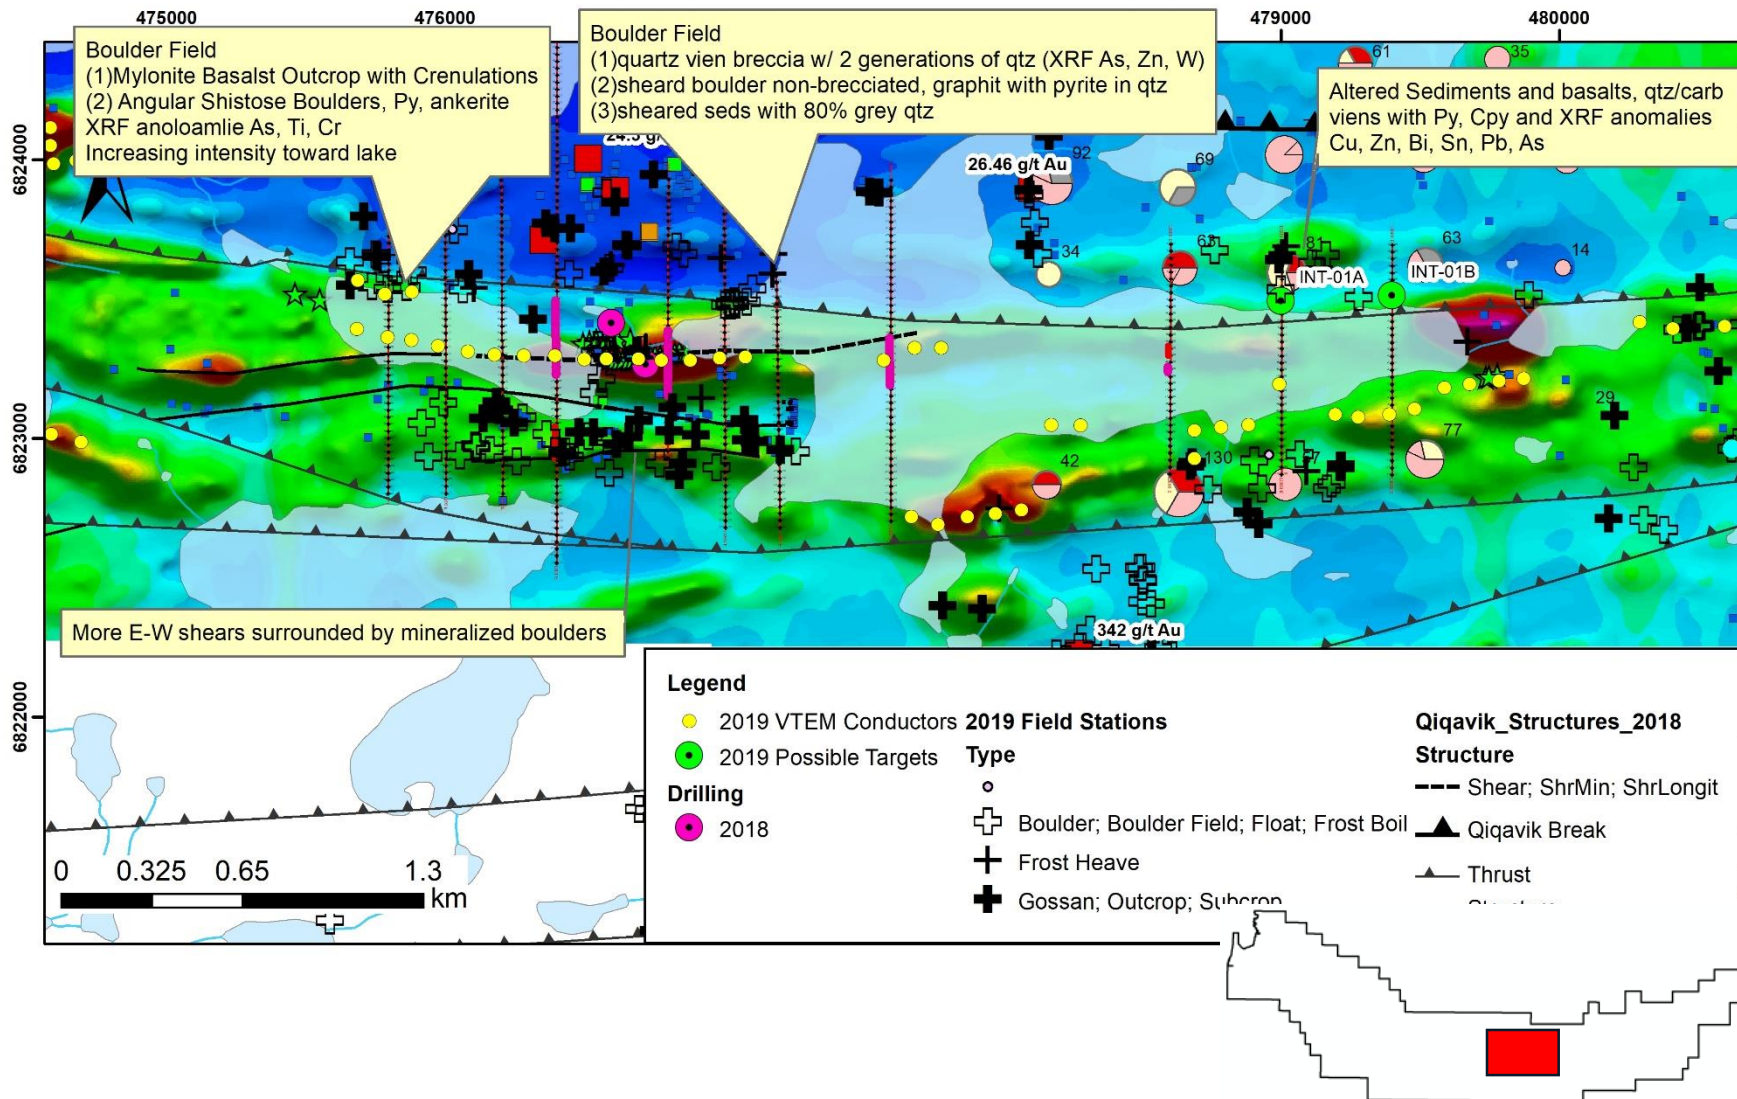 475000
476000
479000
480000
Boulder Field
(1)Mylonite Basalst Outcrop with Crenulations
(2) Angular Shistose Boulders, Py, ankerite
XRF anoloamlie As, Ti, Cr
Increasing intensity toward lake
Boulder Field
(1)quartz vien breccia w/ 2 generations of qtz (XRF As, Zn, W)
(2)sheard boulder non-brecciated, graphit with pyrite in qtz
(3)sheared seds with 80% grey qtz
Altered Sediments and basalts, qtz/carb
viens with Py, Cpy and XRF anomalies
Cu, Zn, Bi, Sn, Pb, As
61
35
6824000
26.46 g/t Au
92
69
34
63
81
63
14
INT-01A
INT-01B
6823000
29
77
42
130
342 g/t Au
More E-W shears surrounded by mineralized boulders
6822000
Legend
2019 VTEM Conductors
2019 Possible Targets
Drilling
2018
2019 Field Stations
Type
Boulder; Boulder Field; Float; Frost Boil
Frost Heave
Gossan; Outcrop; Subcrop
Qiqavik_Structures_2018
Structure
Shear; ShrMin; ShrLongit
Qiqavik Break
Thrust
0 0.325 0.65 1.3
km